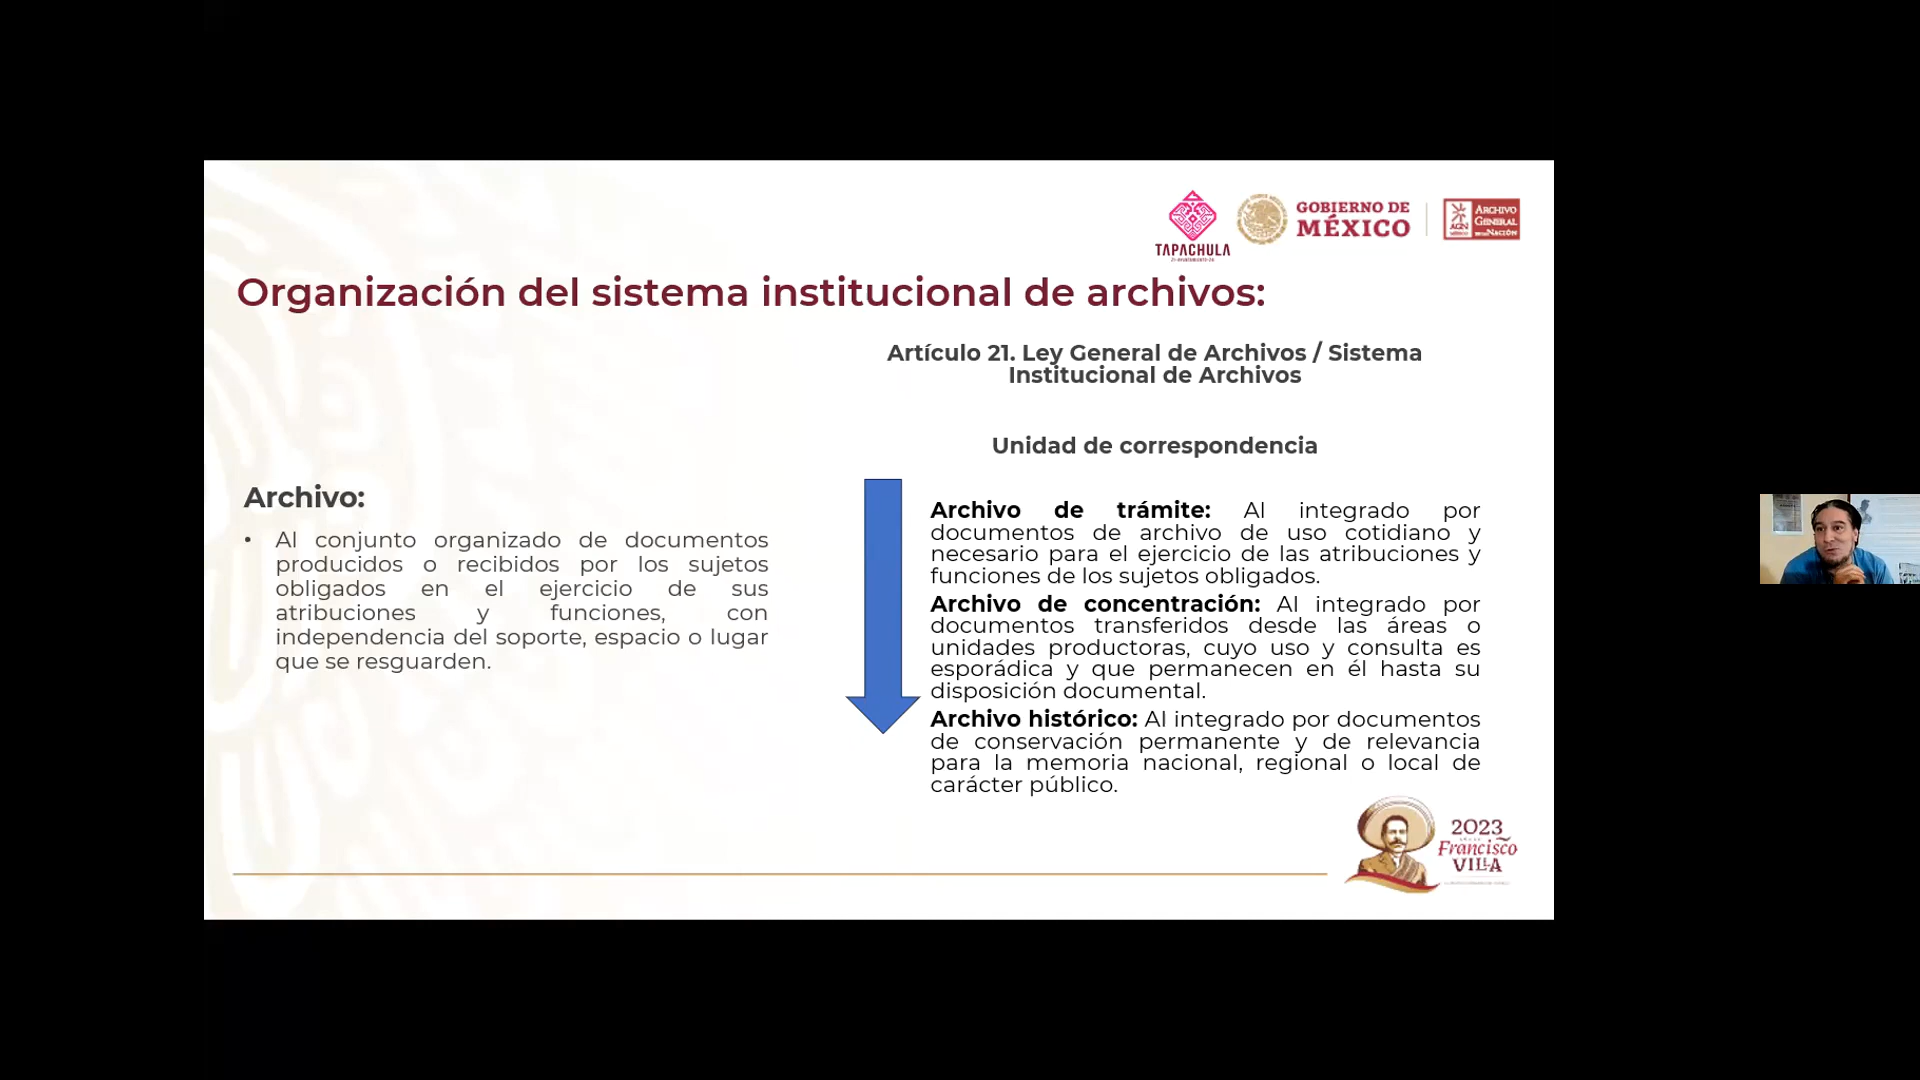 TAPACHULA
GOBIERNO DE
MÉXICO
AGN
ARCHIVO
GENERAL
DE LA NACIÓN
Organización del sistema institucional de archivos:
Artículo 21. Ley General de Archivos / Sistema
Institucional de Archivos
Unidad de correspondencia
Archivo:
• Al conjunto organizado de documentos
producidos o recibidos por los sujetos
obligados en el ejercicio de sus
atribuciones y funciones, con
independencia del soporte, espacio o lugar
que se resguarden.
Archivo de trámite: Al integrado por
documentos de archivo de uso cotidiano y
necesario para el ejercicio de las atribuciones y
funciones de los sujetos obligados.
Archivo de concentración: Al integrado por
documentos transferidos desde las áreas o
unidades productoras, cuyo uso y consulta es
esporádica y que permanecen en él hasta su
disposición documental.
Archivo histórico: Al integrado por documentos
de conservación permanente y de relevancia
para la memoria nacional, regional o local de
carácter público.
2023
Francisco
VILLA